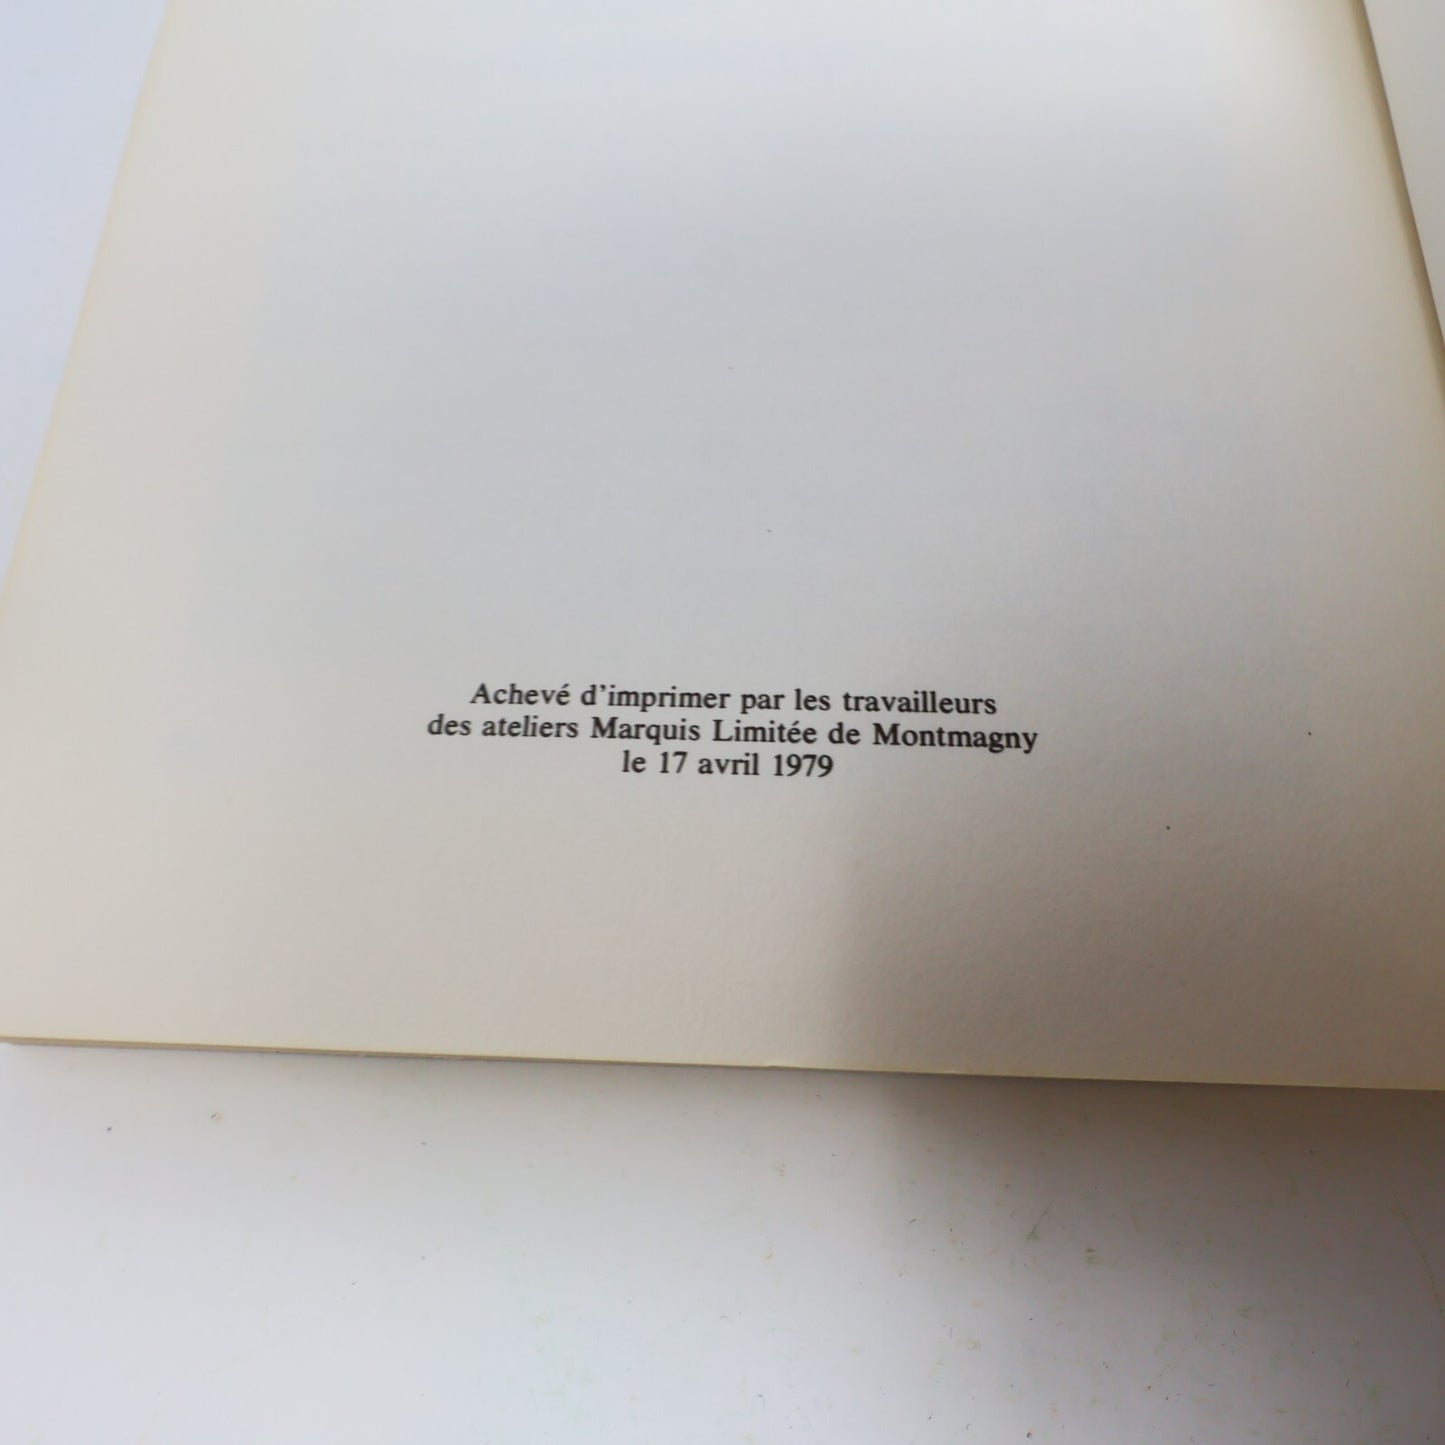 Achevé d'imprimer par les travailleurs
des ateliers Marquis Limitée de Montmagny
le 17 avril 1979